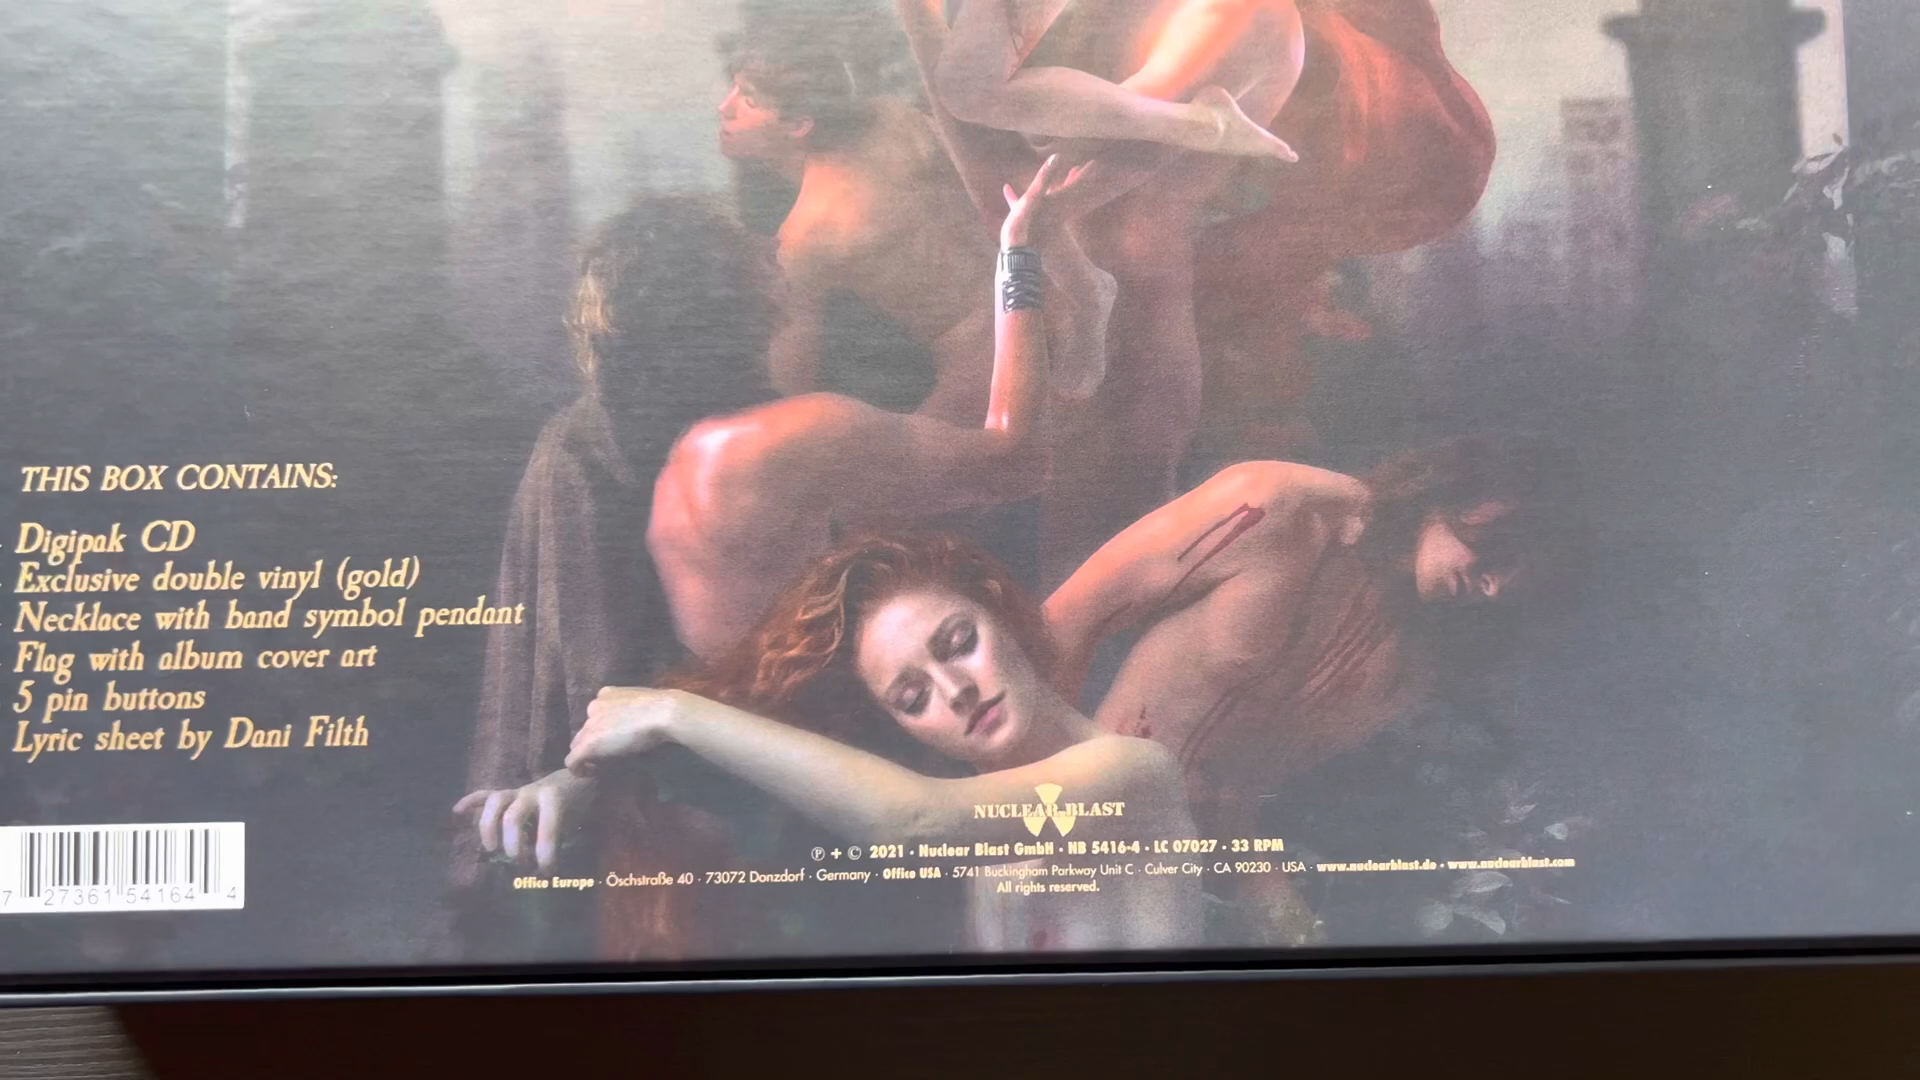 THIS BOX CONTAINS:
Digipak CD
Exclusive double vinyl (gold)
Necklace with band symbol pendant
Flag with album cover art
5 pin buttons
Lyric sheet by Dani Filth
7 27361 54164 4
NUCLEAR BLAST
℗ + © 2021 · Nuclear Blast GmbH · NB 5416-4 · LC 07027 · 33 RPM
Office Europe · Öschstraße 40 · 73072 Donzdorf · Germany · Office USA · 5741 Buckingham Parkway Unit C · Culver City · CA 90230 · USA · www.nuclearblast.de · www.nuclearblast.com
All rights reserved.